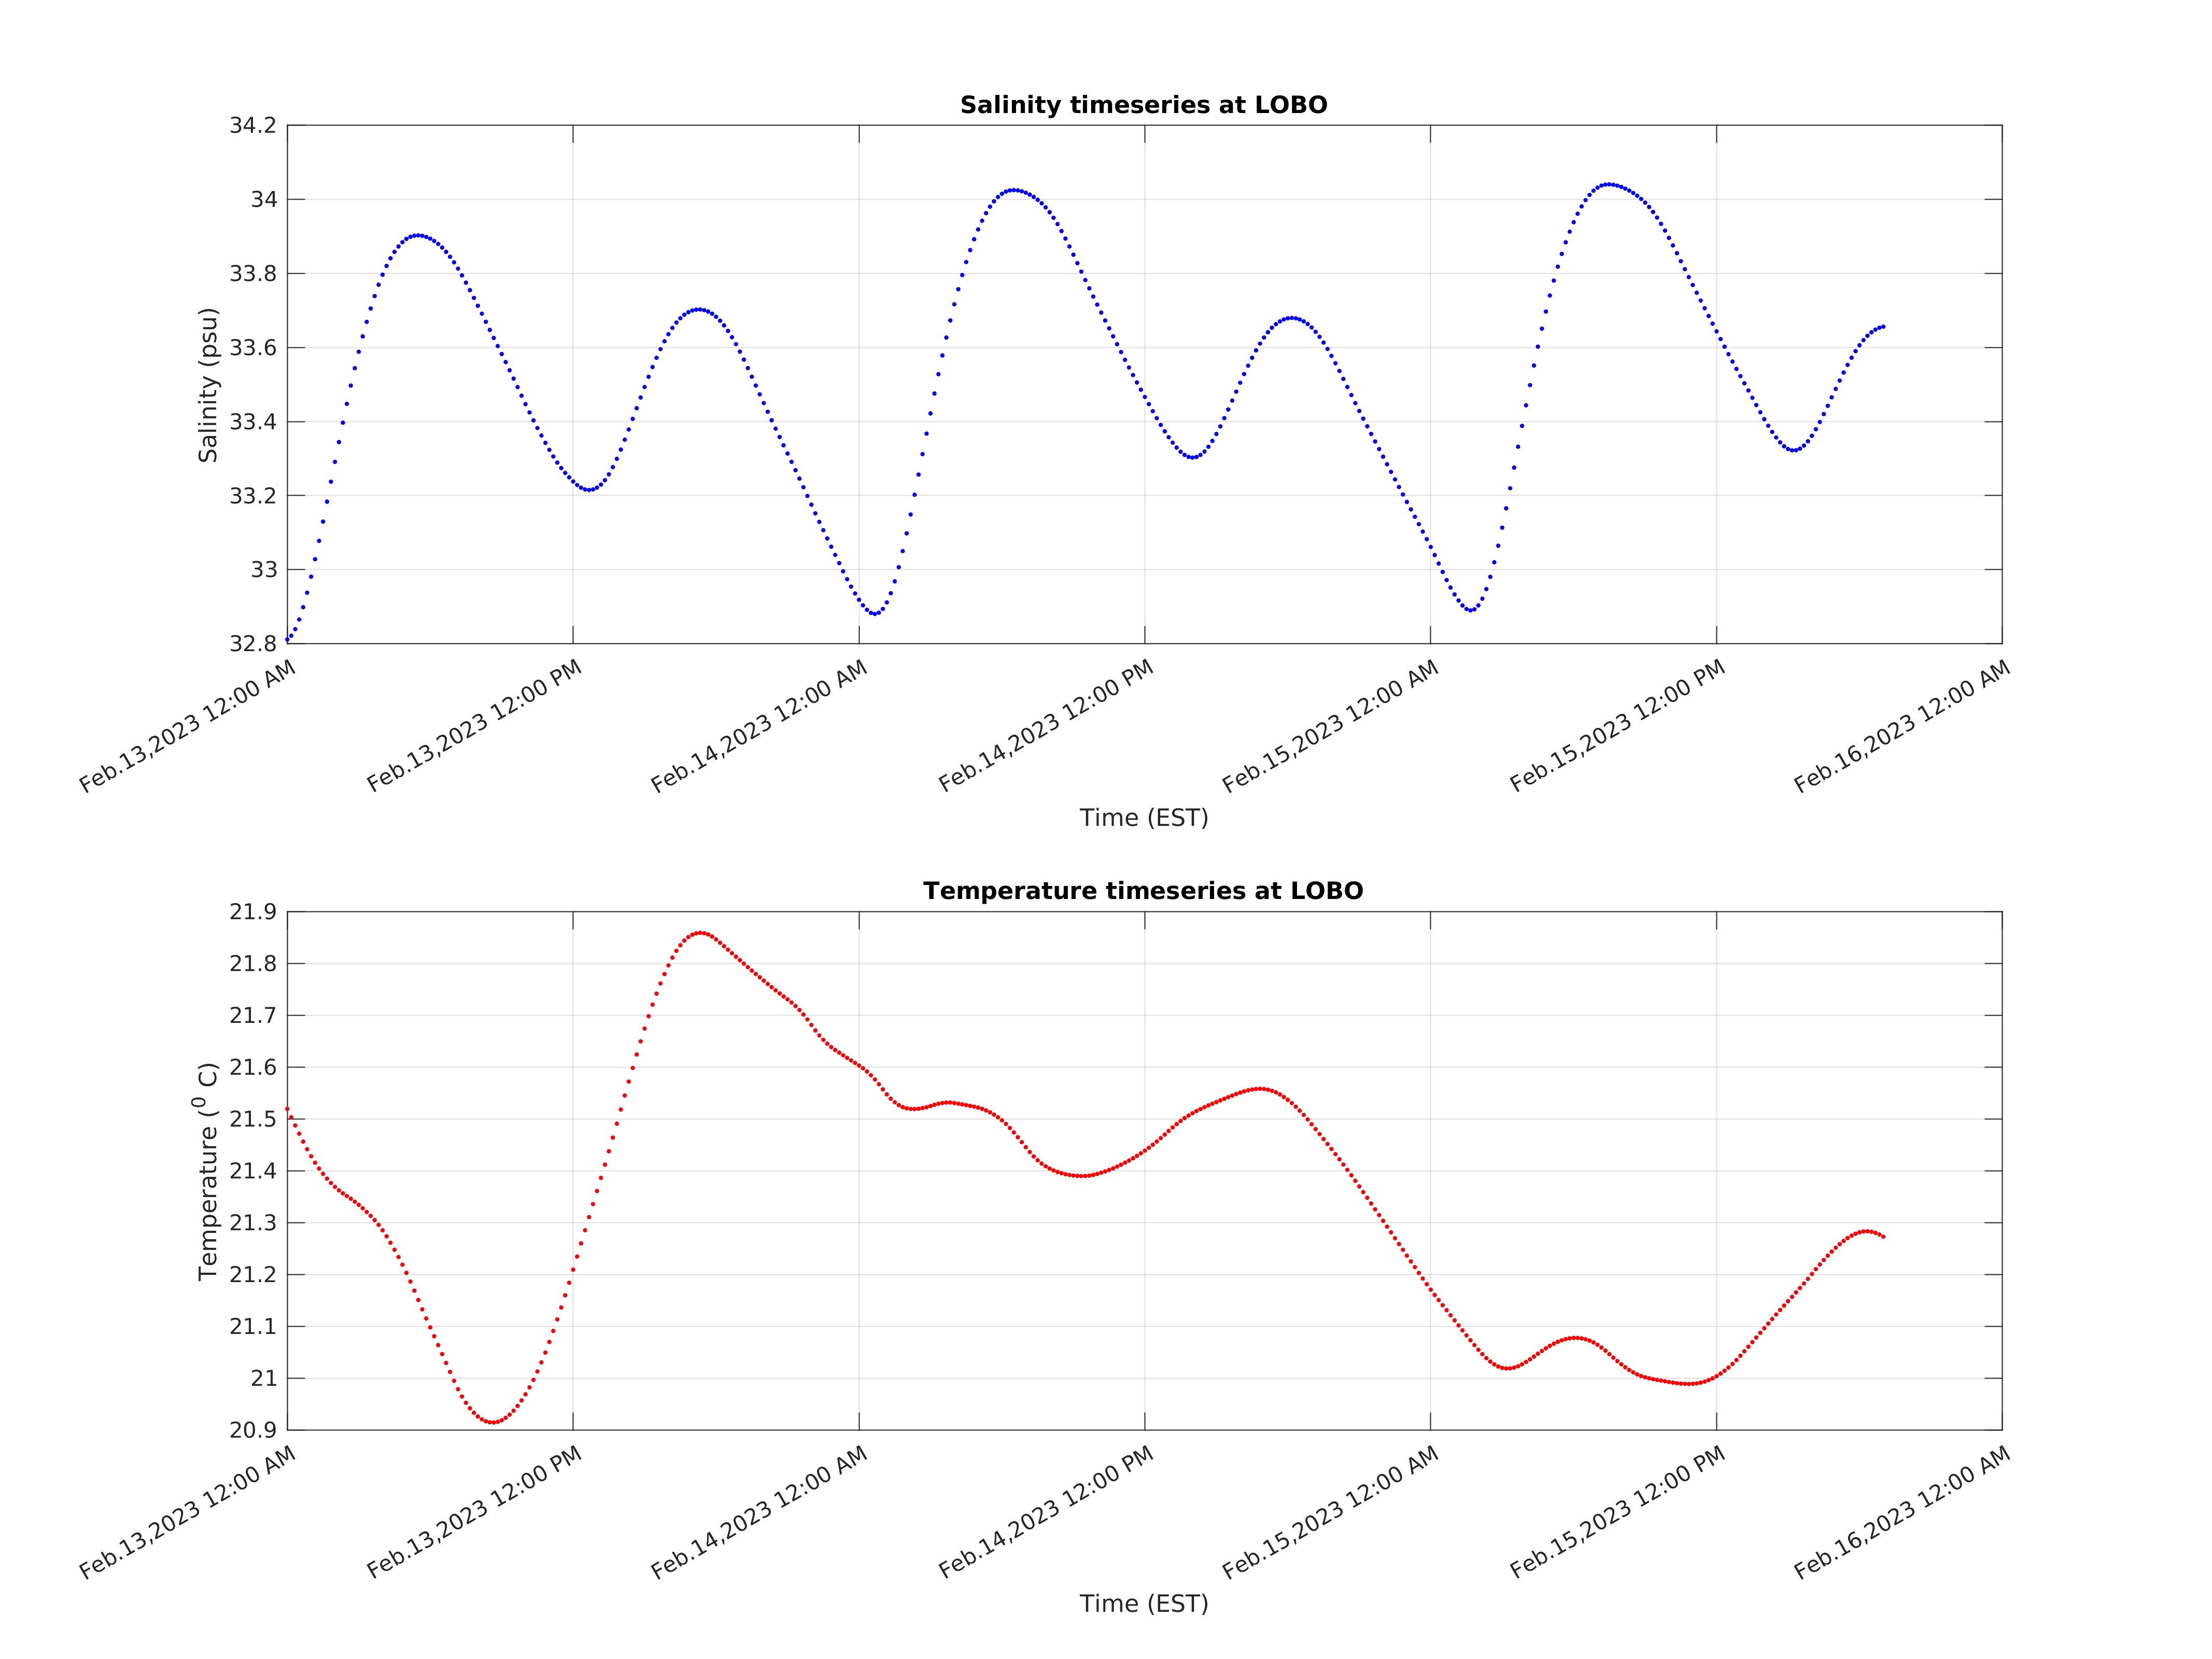 Salinity timeseries at LOBO
34.2
34
33.8
33.6
33.4
33.2
33
32.8
Salinity (psu)
Feb.13,2023 12:00 AM
Feb.13,2023 12:00 PM
Feb.14,2023 12:00 AM
Feb.14,2023 12:00 PM
Feb.15,2023 12:00 AM
Feb.15,2023 12:00 PM
Feb.16,2023 12:00 AM
Time (EST)
Temperature timeseries at LOBO
21.9
21.8
21.7
21.6
21.5
21.4
21.3
21.2
21.1
21
20.9
Temperature (⁰ C)
Feb.13,2023 12:00 AM
Feb.13,2023 12:00 PM
Feb.14,2023 12:00 AM
Feb.14,2023 12:00 PM
Feb.15,2023 12:00 AM
Feb.15,2023 12:00 PM
Feb.16,2023 12:00 AM
Time (EST)